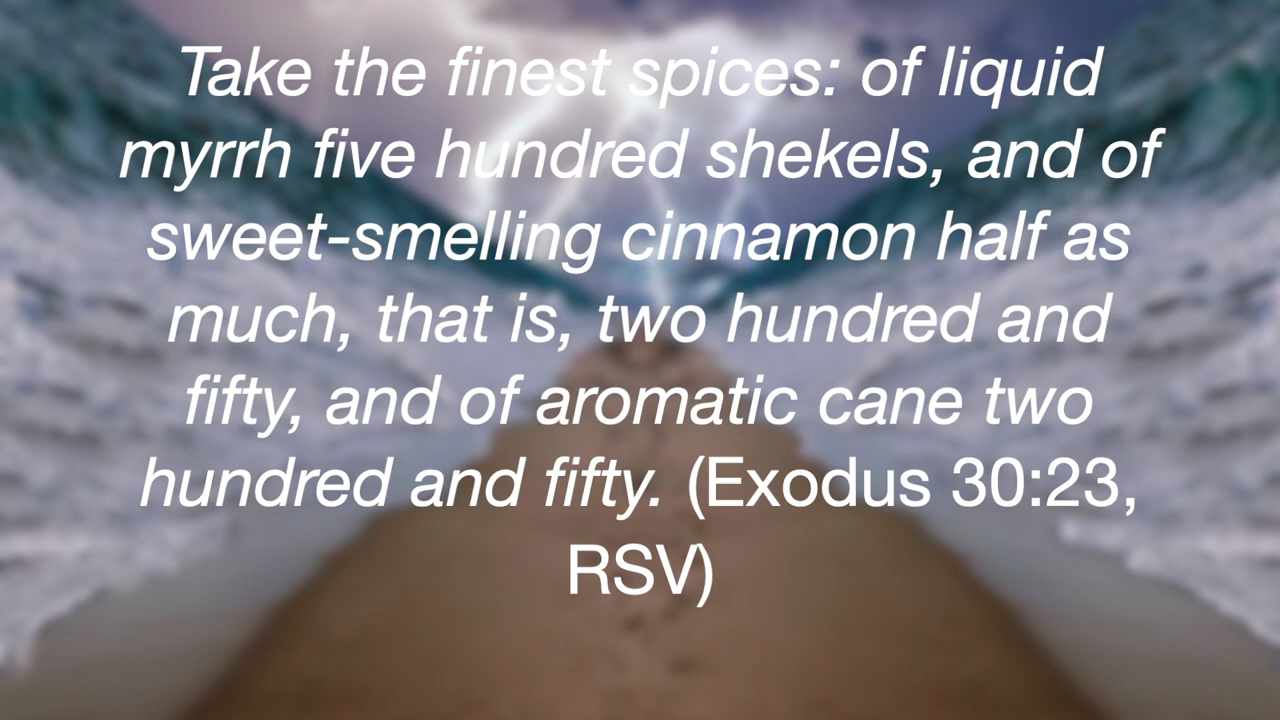 Take the finest spices: of liquid
myrrh five hundred shekels, and of
sweet-smelling cinnamon half as
much, that is, two hundred and
fifty, and of aromatic cane two
hundred and fifty. (Exodus 30:23,
RSV)